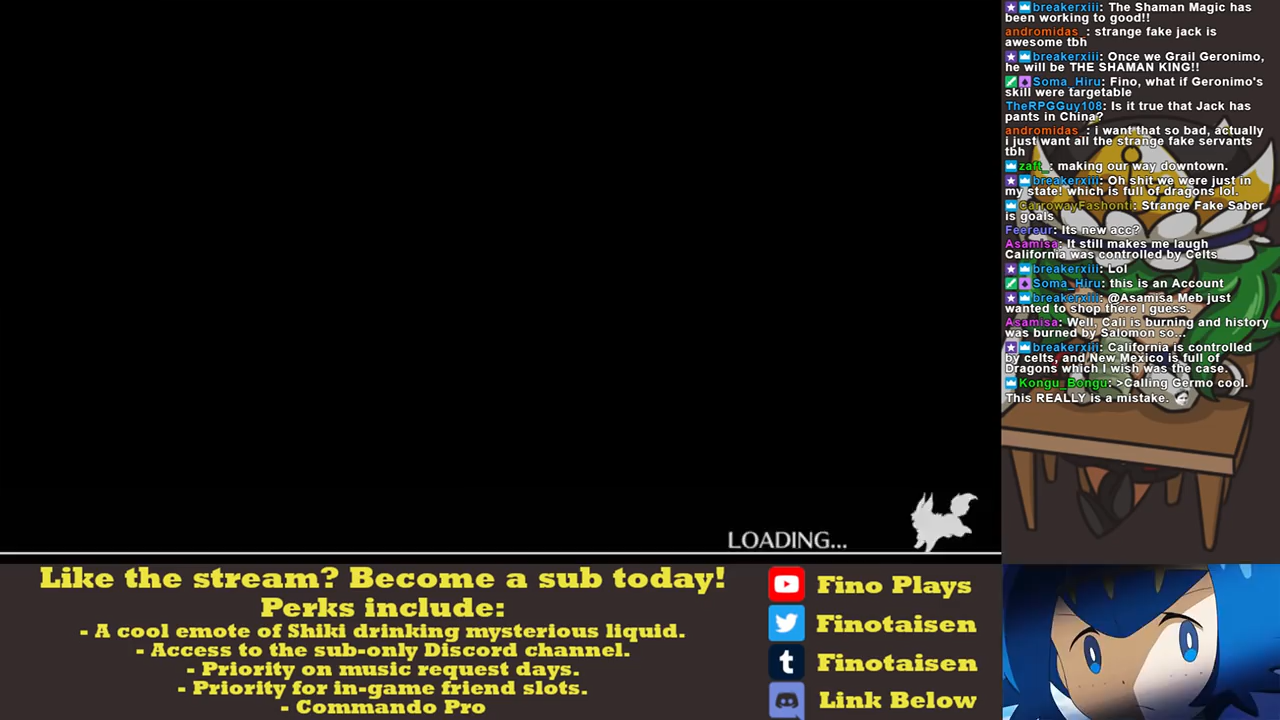 breakerxiii: The Shaman Magic has
been working to good!!
andromidas_: strange fake jack is
awesome tbh
breakerxiii: Once we Grail Geronimo,
he will be THE SHAMAN KING!!
Soma_Hiru: Fino, what if Geronimo's
skill were targetable
TheRPGGuy108: Is it true that Jack has
pants in China?
andromidas_: i want that so bad, actually
i just want all the strange fake servants
tbh
zaft_: making our way downtown.
breakerxiii: Oh shit we were just in
my state! which is full of dragons lol.
CarrowayFashonti: Strange Fake Saber
is goals
Feereur: Its new acc?
Asamisa: It still makes me laugh
California was controlled by Celts
breakerxiii: Lol
Soma_Hiru: this is an Account
breakerxiii: @Asamisa Meb just
wanted to shop there I guess.
Asamisa: Well, Cali is burning and history
was burned by Salomon so...
breakerxiii: California is controlled
by celts, and New Mexico is full of
Dragons which I wish was the case.
Kongu_Bongu: >Calling Germo cool.
This REALLY is a mistake.
LOADING...
Like the stream? Become a sub today!
Perks include:
- A cool emote of Shiki drinking mysterious liquid.
- Access to the sub-only Discord channel.
- Priority on music request days.
- Priority for in-game friend slots.
- Commando Pro
Fino Plays
Finotaisen
Finotaisen
Link Below